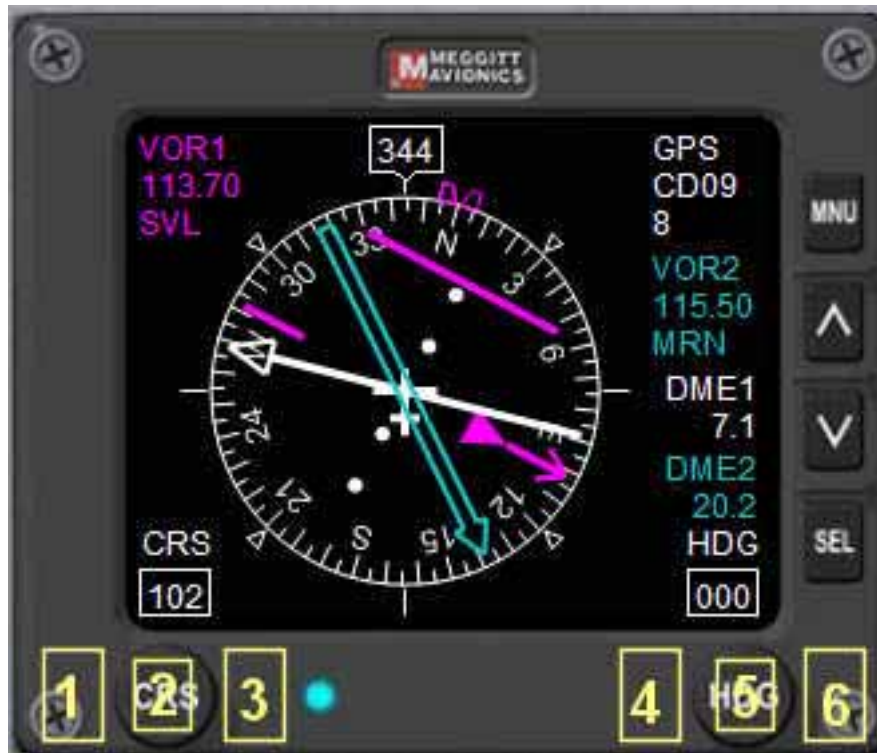 MEGGITT
AVIONICS
VOR1
113.70
SVL
344
GPS
CD09
8
VOR2
115.50
MRN
DME1
7.1
DME2
20.2
33
N
3
6
E
12
15
S
21
24
W
30
CRS
102
HDG
000
MNU
SEL
1
CRS
2
3
4
HDG
5
6